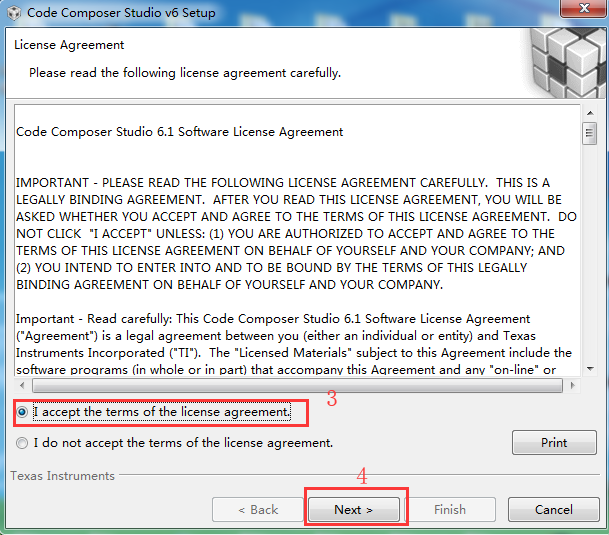 Code Composer Studio v6 Setup
License Agreement
Please read the following license agreement carefully.
Code Composer Studio 6.1 Software License Agreement
IMPORTANT - PLEASE READ THE FOLLOWING LICENSE AGREEMENT CAREFULLY.  THIS IS A
LEGALLY BINDING AGREEMENT.  AFTER YOU READ THIS LICENSE AGREEMENT, YOU WILL BE
ASKED WHETHER YOU ACCEPT AND AGREE TO THE TERMS OF THIS LICENSE AGREEMENT.  DO
NOT CLICK  "I ACCEPT" UNLESS: (1) YOU ARE AUTHORIZED TO ACCEPT AND AGREE TO THE
TERMS OF THIS LICENSE AGREEMENT ON BEHALF OF YOURSELF AND YOUR COMPANY; AND
(2) YOU INTEND TO ENTER INTO AND TO BE BOUND BY THE TERMS OF THIS LEGALLY
BINDING AGREEMENT ON BEHALF OF YOURSELF AND YOUR COMPANY.
Important - Read carefully: This Code Composer Studio 6.1 Software License Agreement
("Agreement") is a legal agreement between you (either an individual or entity) and Texas
Instruments Incorporated ("TI").  The "Licensed Materials" subject to this Agreement include the
software programs (in whole or in part) that accompany this Agreement and any "on-line" or
3
I accept the terms of the license agreement.
I do not accept the terms of the license agreement.
Print
4
Texas Instruments
< Back
Next >
Finish
Cancel